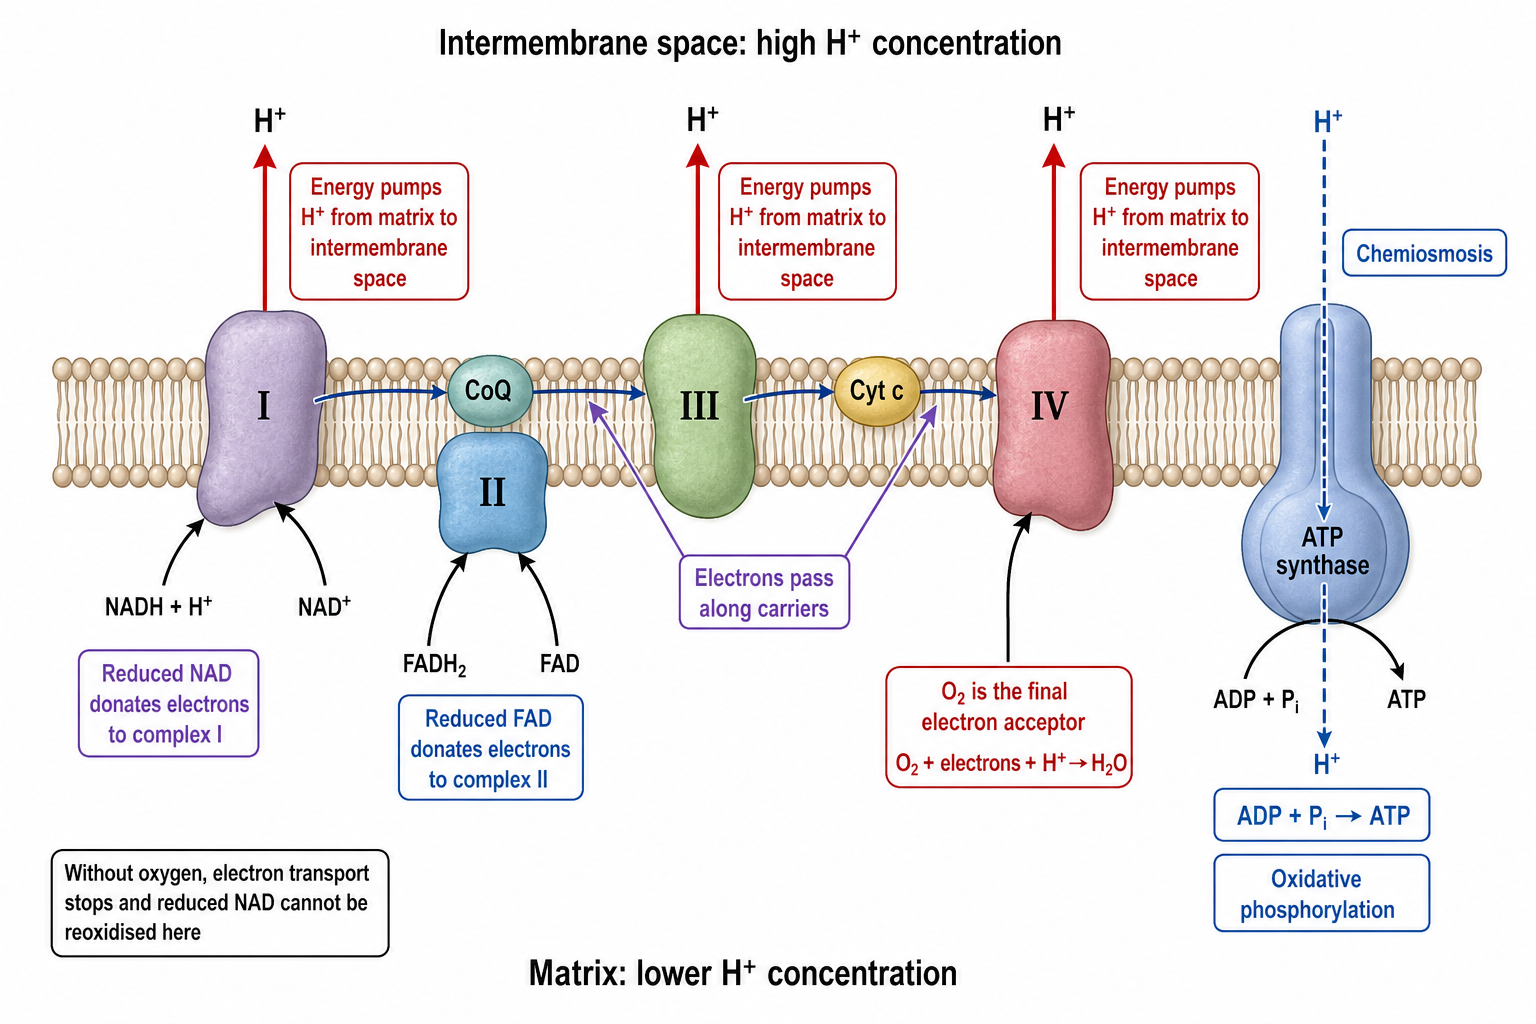 Intermembrane space: high H⁺ concentration
H⁺
H⁺
H⁺
H⁺
Energy pumps
H⁺ from matrix to
intermembrane
space
Energy pumps
H⁺ from matrix to
intermembrane
space
Energy pumps
H⁺ from matrix to
intermembrane
space
Chemiosmosis
I
CoQ
II
III
Cyt c
IV
ATP
synthase
NADH + H⁺
NAD⁺
Reduced NAD
donates electrons
to complex I
FADH₂
FAD
Reduced FAD
donates electrons
to complex II
Electrons pass
along carriers
O₂ is the final
electron acceptor
O₂ + electrons + H⁺ → H₂O
ADP + Pᵢ
ATP
H⁺
ADP + Pᵢ → ATP
Oxidative
phosphorylation
Without oxygen, electron transport
stops and reduced NAD cannot be
reoxidised here
Matrix: lower H⁺ concentration